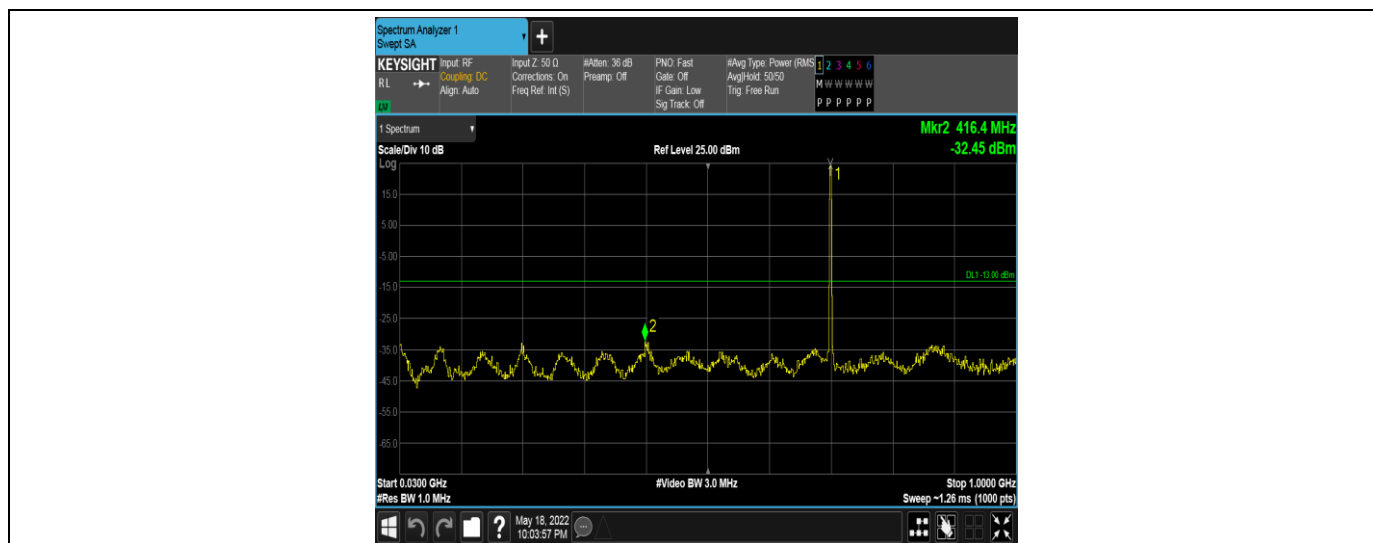 Spectrum Analyzer 1
Swept SA
+
KEYSIGHT
RL
Input: RF
Coupling: DC
Align: Auto
Input Z: 50 Ω
Corrections: On
Freq Ref: Int (S)
#Atten: 36 dB
Preamp: Off
PNO: Fast
Gate: Off
IF Gain: Low
Sig Track: Off
#Avg Type: Power (RMS
Avg|Hold: 50/50
Trig: Free Run
1 2 3 4 5 6
M W W W W W
P P P P P P
1 Spectrum
Mkr2 416.4 MHz
Scale/Div 10 dB
Ref Level 25.00 dBm
-32.45 dBm
Log
1
15.0
5.00
-5.00
DL1 -13.00 dBm
-15.0
-25.0
2
-35.0
-45.0
-55.0
-65.0
Start 0.0300 GHz
#Video BW 3.0 MHz
Stop 1.0000 GHz
#Res BW 1.0 MHz
Sweep ~1.26 ms (1000 pts)
?
May 18, 2022
10:03:57 PM